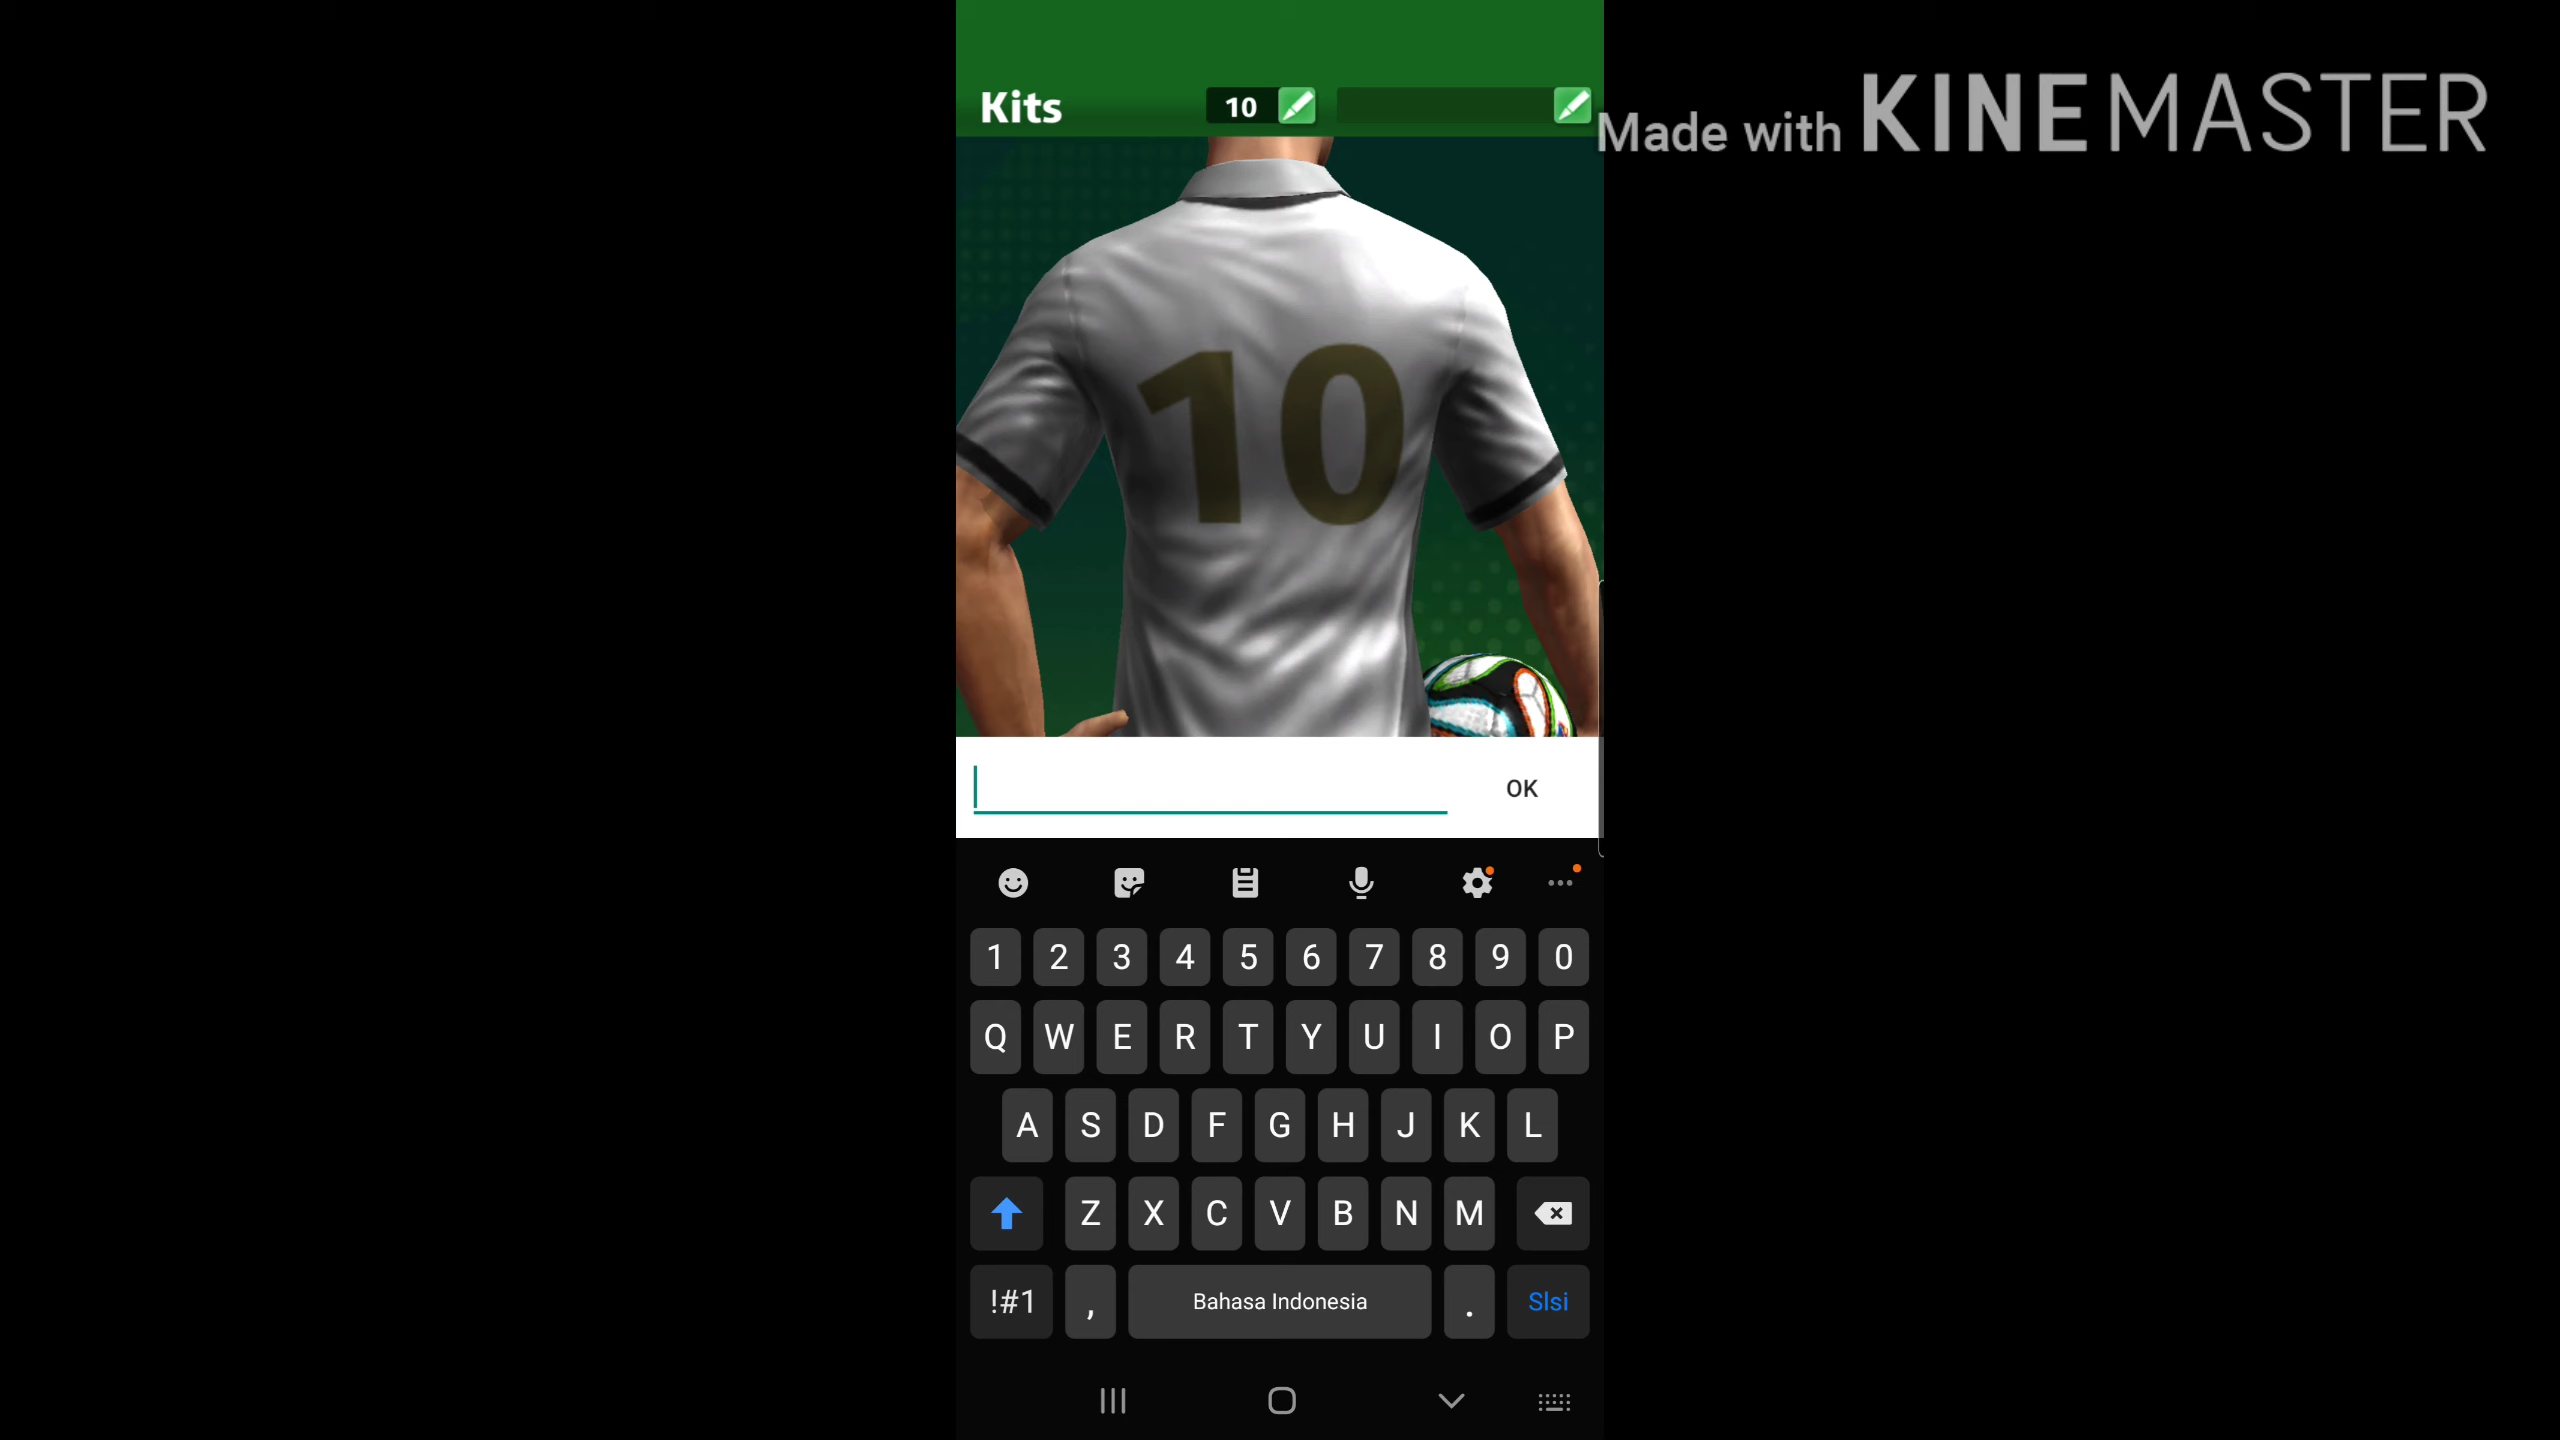 Kits
10
Made with KINEMASTER
10
OK
1 2 3 4 5 6 7 8 9 0
Q W E R T Y U I O P
A S D F G H J K L
Z X C V B N M
!#1 , Bahasa Indonesia . Slsi